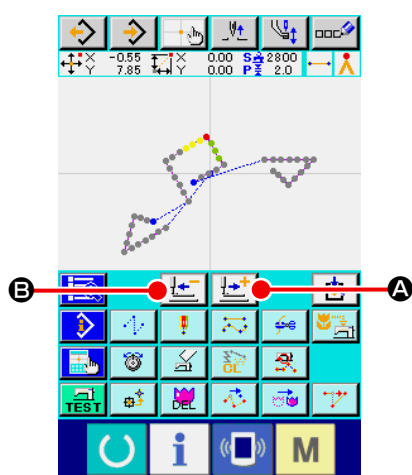 X -0.55 X 0.00 S 2800
Y 7.85 Y 0.00 P 2.0
B A
CL
TEST DEL
i M